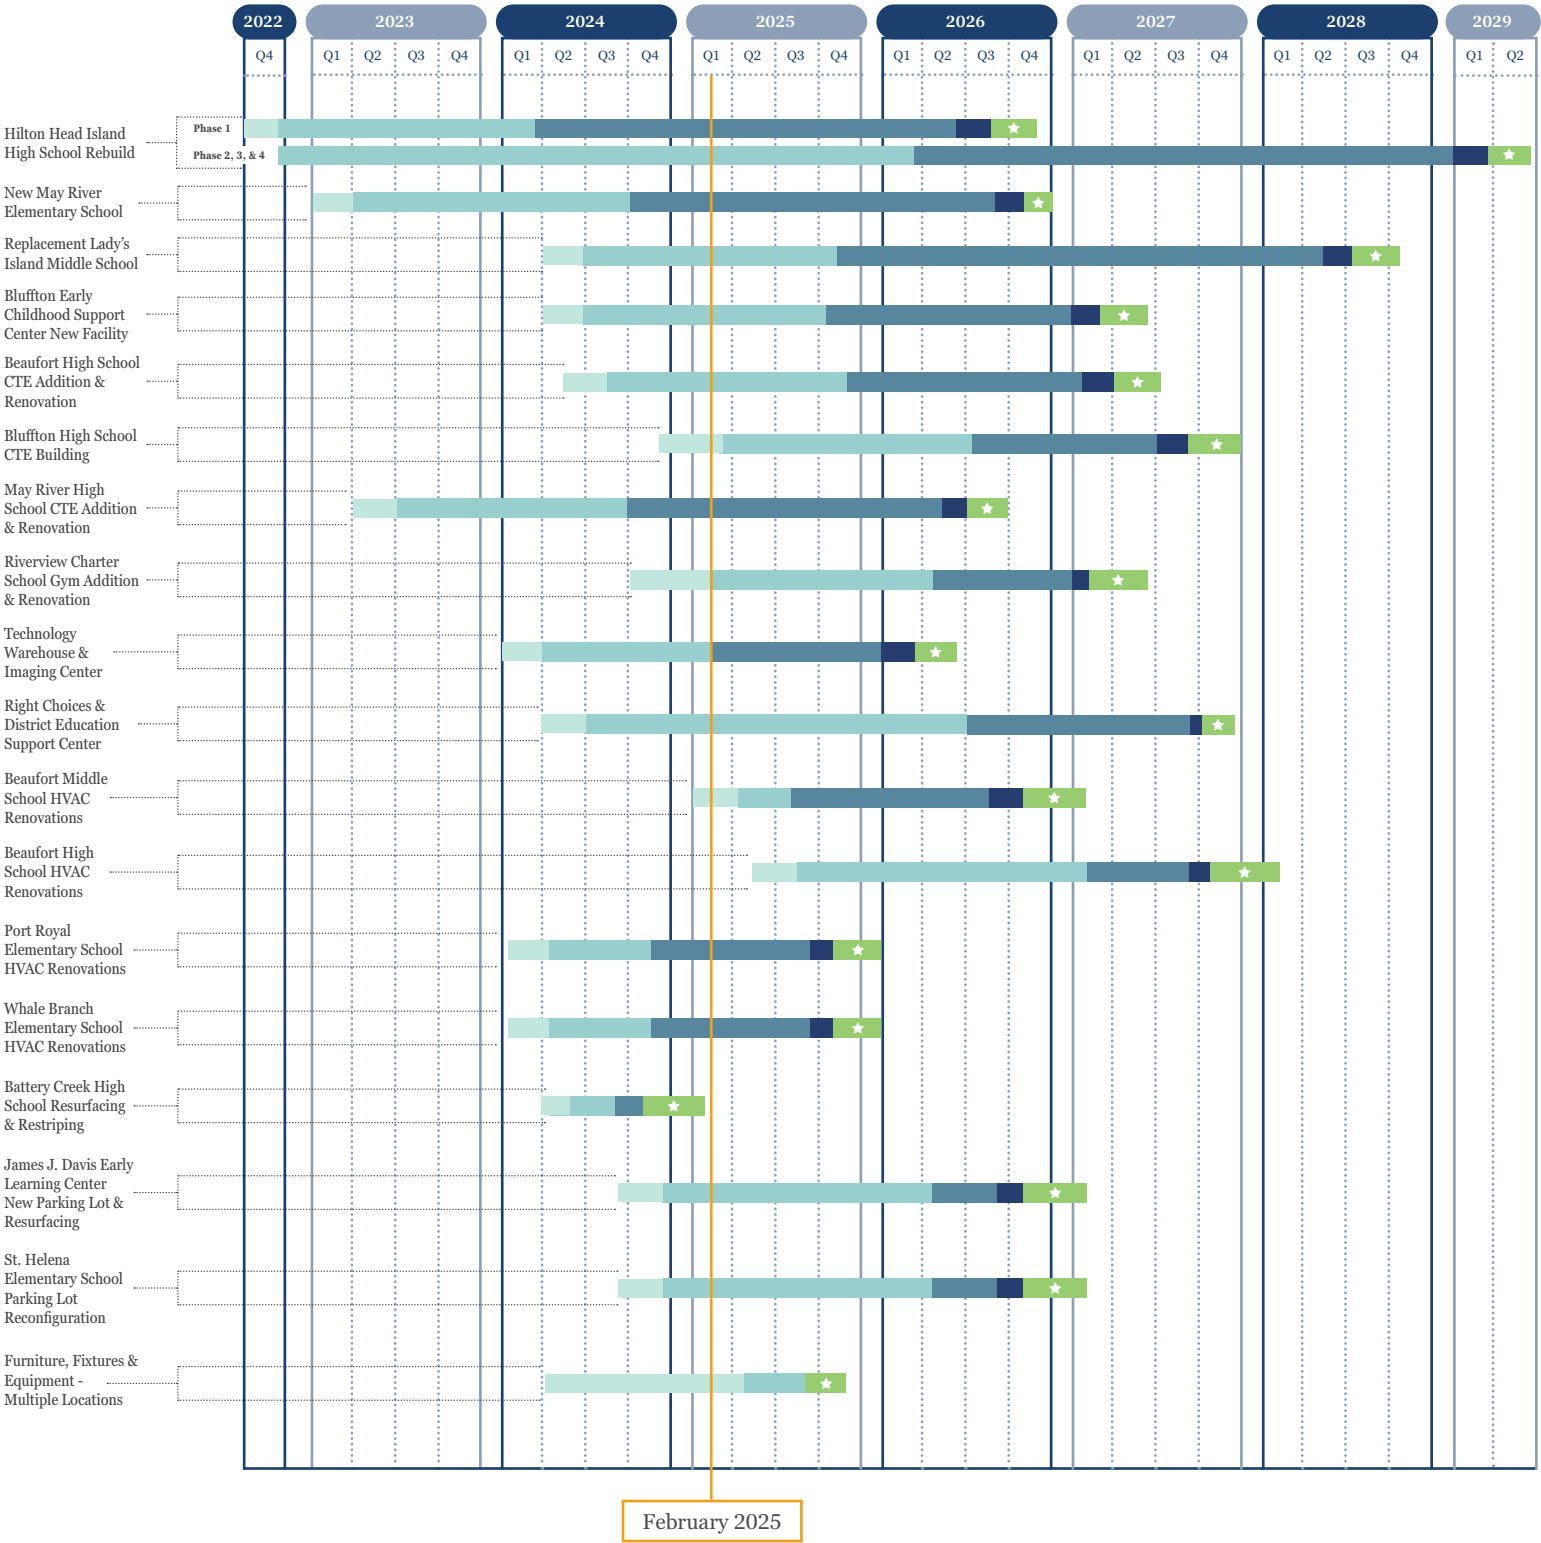 2022 2023 2024 2025 2026 2027 2028 2029
Q4 Q1 Q2 Q3 Q4 Q1 Q2 Q3 Q4 Q1 Q2 Q3 Q4 Q1 Q2 Q3 Q4 Q1 Q2 Q3 Q4 Q1 Q2 Q3 Q4 Q1 Q2
Hilton Head Island
High School Rebuild
Phase 1
Phase 2, 3, & 4
New May River
Elementary School
Replacement Lady’s
Island Middle School
Bluffton Early
Childhood Support
Center New Facility
Beaufort High School
CTE Addition &
Renovation
Bluffton High School
CTE Building
May River High
School CTE Addition
& Renovation
Riverview Charter
School Gym Addition
& Renovation
Technology
Warehouse &
Imaging Center
Right Choices &
District Education
Support Center
Beaufort Middle
School HVAC
Renovations
Beaufort High
School HVAC
Renovations
Port Royal
Elementary School
HVAC Renovations
Whale Branch
Elementary School
HVAC Renovations
Battery Creek High
School Resurfacing
& Restriping
James J. Davis Early
Learning Center
New Parking Lot &
Resurfacing
St. Helena
Elementary School
Parking Lot
Reconfiguration
Furniture, Fixtures &
Equipment -
Multiple Locations
February 2025